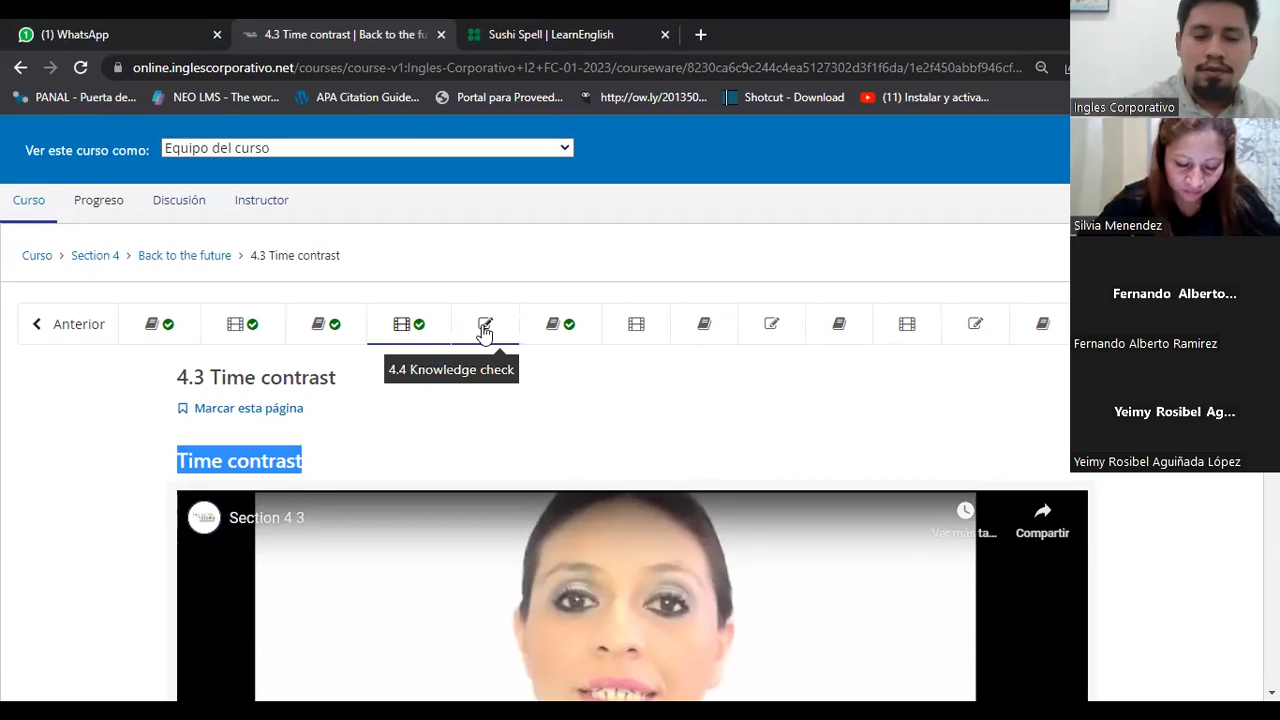 (1) WhatsApp
4.3 Time contrast | Back to the fu
Sushi Spell | LearnEnglish
online.inglescorporativo.net/courses/course-v1:Ingles-Corporativo+I2+FC-01-2023/courseware/8230ca6c9c244c4ea5127302d3f1f6da/1e2f450abbf946cf...
PANAL - Puerta de...
NEO LMS - The wor...
APA Citation Guide...
Portal para Proveed...
http://ow.ly/201350...
Shotcut - Download
(11) Instalar y activa...
Ver este curso como:
Equipo del curso
Curso
Progreso
Discusión
Instructor
Curso > Section 4 > Back to the future > 4.3 Time contrast
Anterior
4.4 Knowledge check
4.3 Time contrast
Marcar esta página
Time contrast
Section 4 3
Ver más ta...
Compartir
Ingles Corporativo
Silvia Menendez
Fernando Alberto...
Fernando Alberto Ramirez
Yeimy Rosibel Ag...
Yeimy Rosibel Aguiñada López